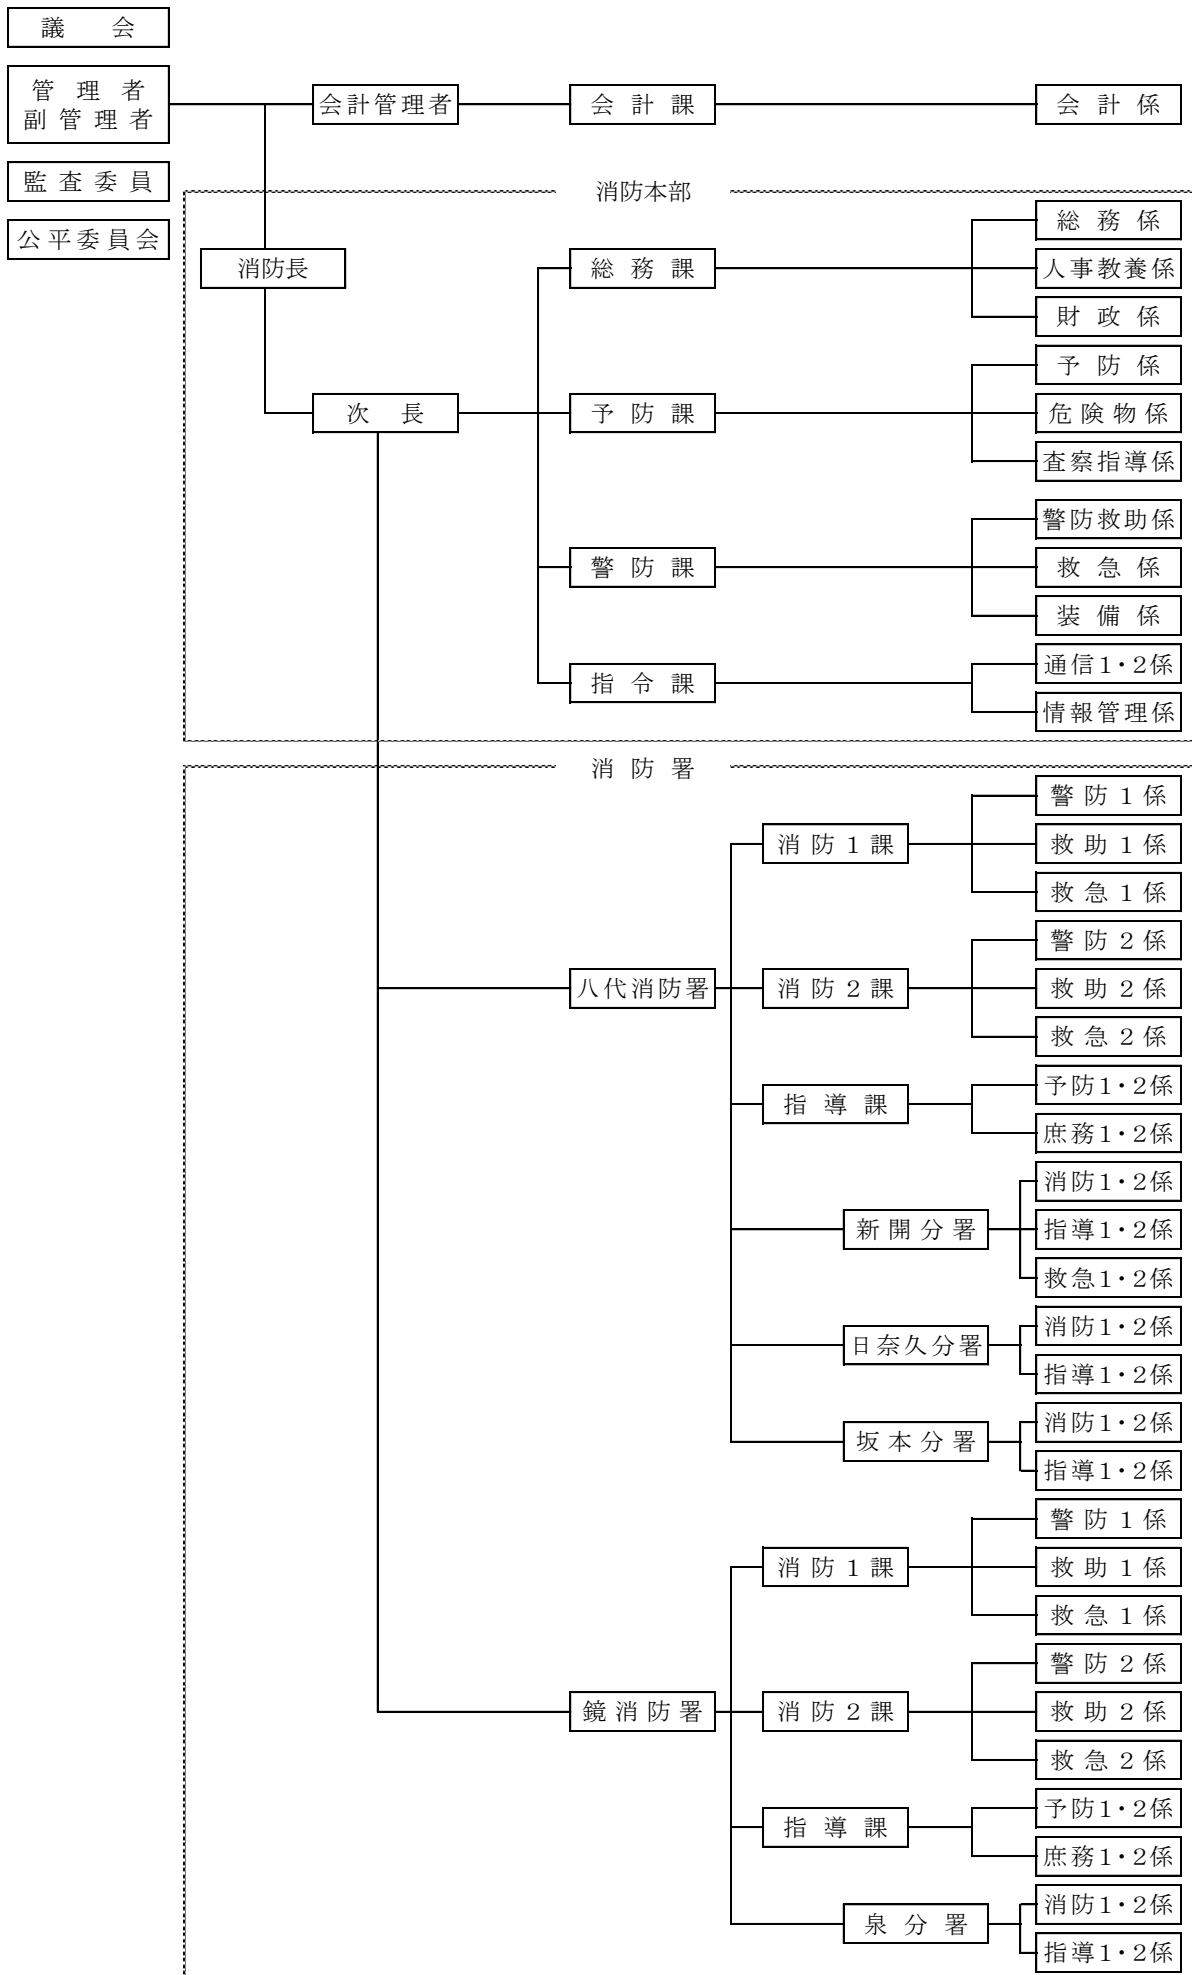 議会
管理者
副管理者
会計管理者
会計課
会計係
監査委員
公平委員会
消防本部
消防長
次長
総務課
総務係
人事教養係
財政係
予防課
予防係
危険物係
査察指導係
警防課
警防救助係
救急係
装備係
指令課
通信1・2係
情報管理係
消防署
八代消防署
消防1課
警防1係
救助1係
救急1係
消防2課
警防2係
救助2係
救急2係
指導課
予防1・2係
庶務1・2係
新開分署
消防1・2係
指導1・2係
救急1・2係
日奈久分署
消防1・2係
指導1・2係
坂本分署
消防1・2係
指導1・2係
鏡消防署
消防1課
警防1係
救助1係
救急1係
消防2課
警防2係
救助2係
救急2係
指導課
予防1・2係
庶務1・2係
泉分署
消防1・2係
指導1・2係